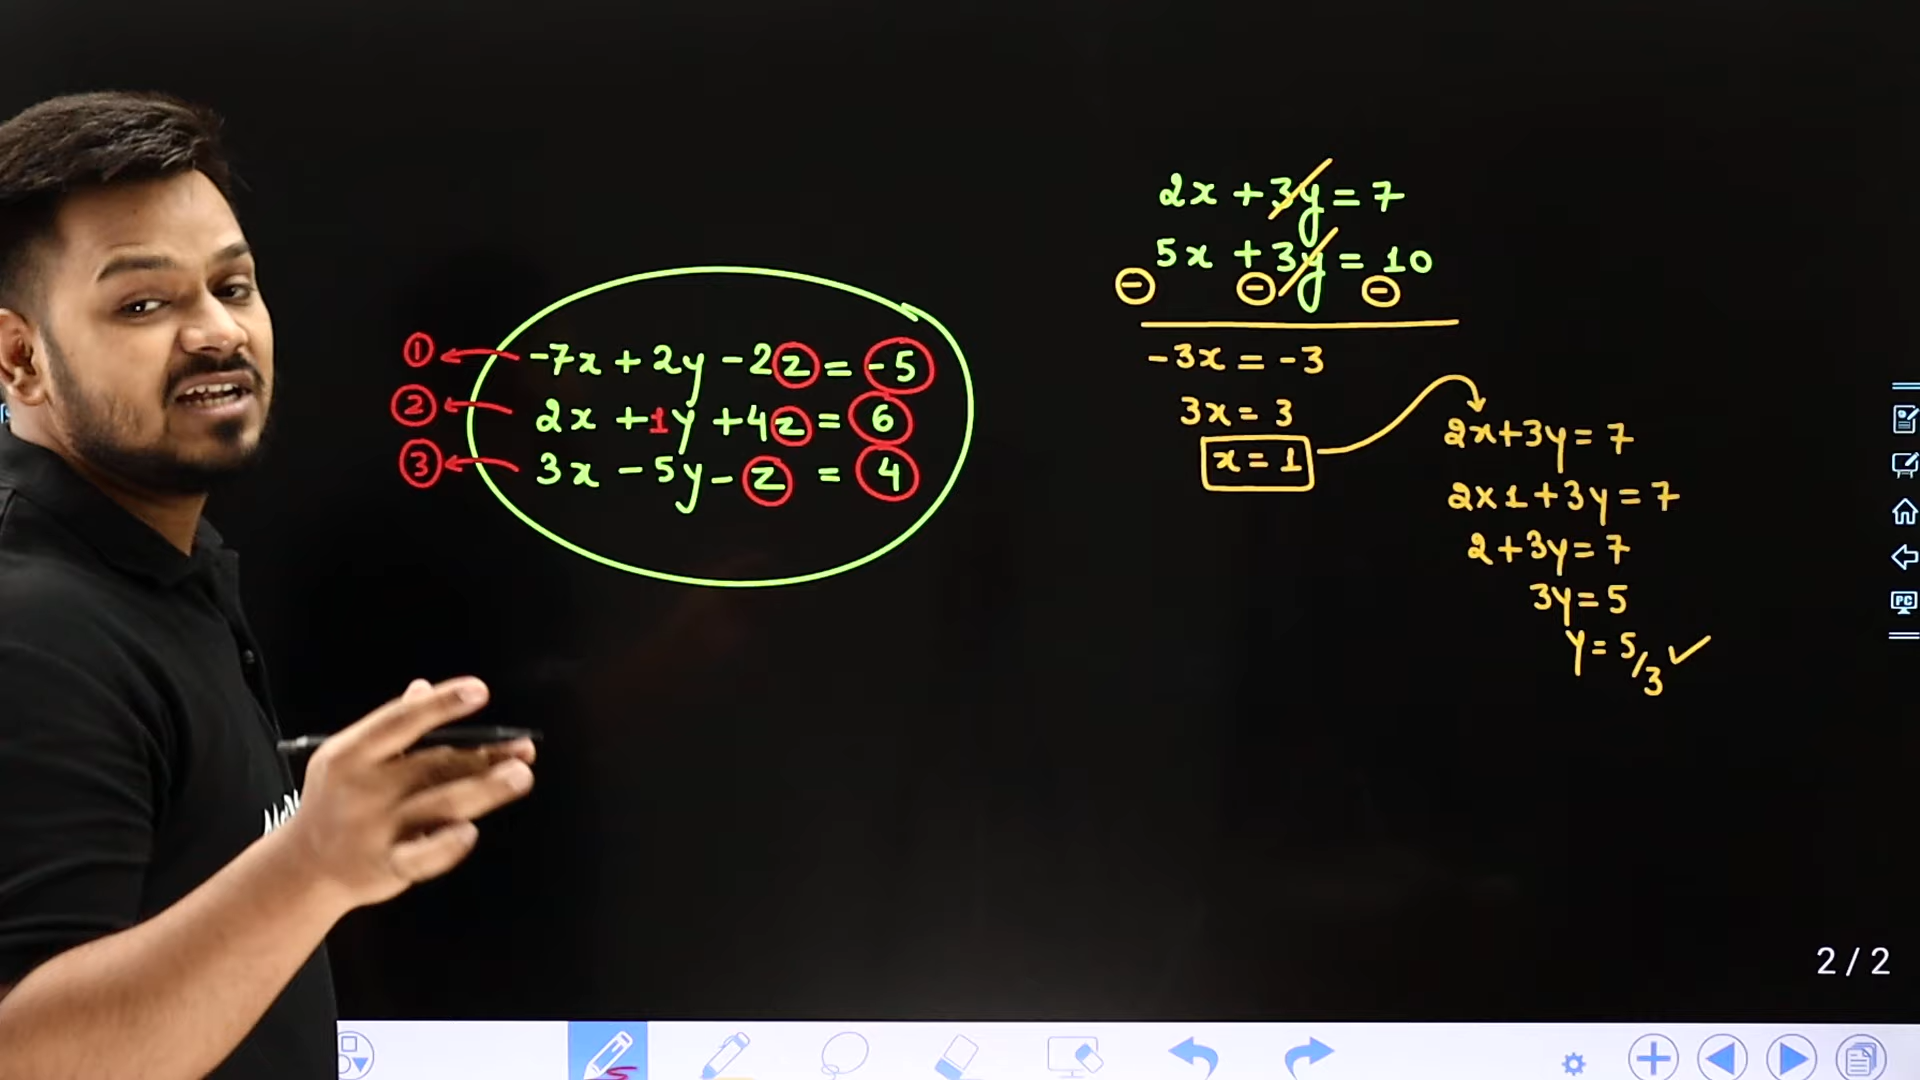 ① -7x + 2y - 2z = -5
② 2x + 1y + 4z = 6
③ 3x - 5y - z = 4
2x + 3y = 7
5x + 3y = 10
- - -
-3x = -3
3x = 3
x = 1
2x+3y = 7
2x1 + 3y = 7
2+3y = 7
3y = 5
y = 5/3 ✓
PC
2 / 2